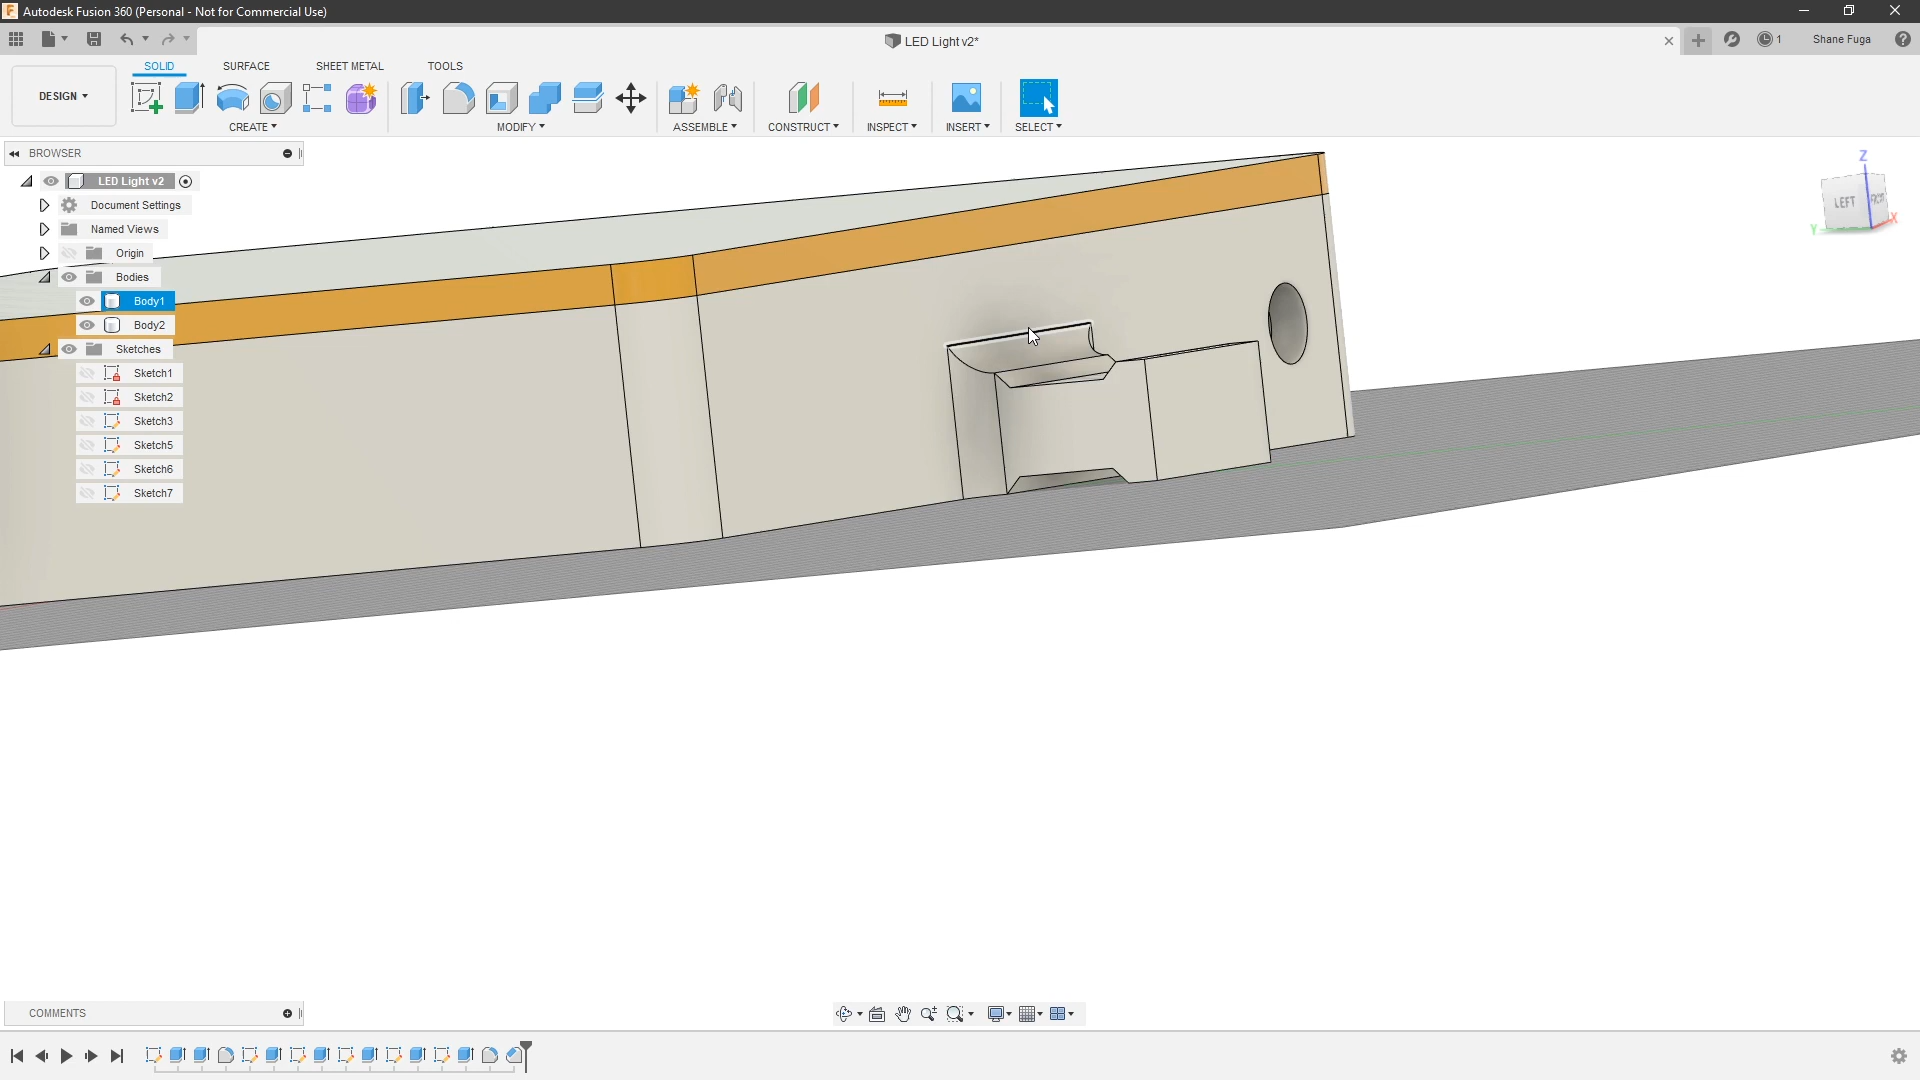 Autodesk Fusion 360 (Personal - Not for Commercial Use)
LED Light v2*
1
Shane Fuga
SOLID
SURFACE
SHEET METAL
TOOLS
DESIGN
CREATE
MODIFY
ASSEMBLE
CONSTRUCT
INSPECT
INSERT
SELECT
BROWSER
LED Light v2
Document Settings
Named Views
Origin
Bodies
Body1
Body2
Sketches
Sketch1
Sketch2
Sketch3
Sketch5
Sketch6
Sketch7
Z
LEFT
FRONT
X
Y
COMMENTS